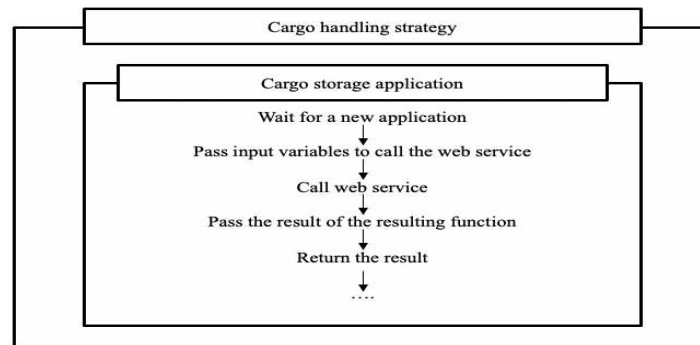 Cargo handling strategy
Cargo storage application
Wait for a new application
Pass input variables to call the web service
Call web service
Pass the result of the resulting function
Return the result
....